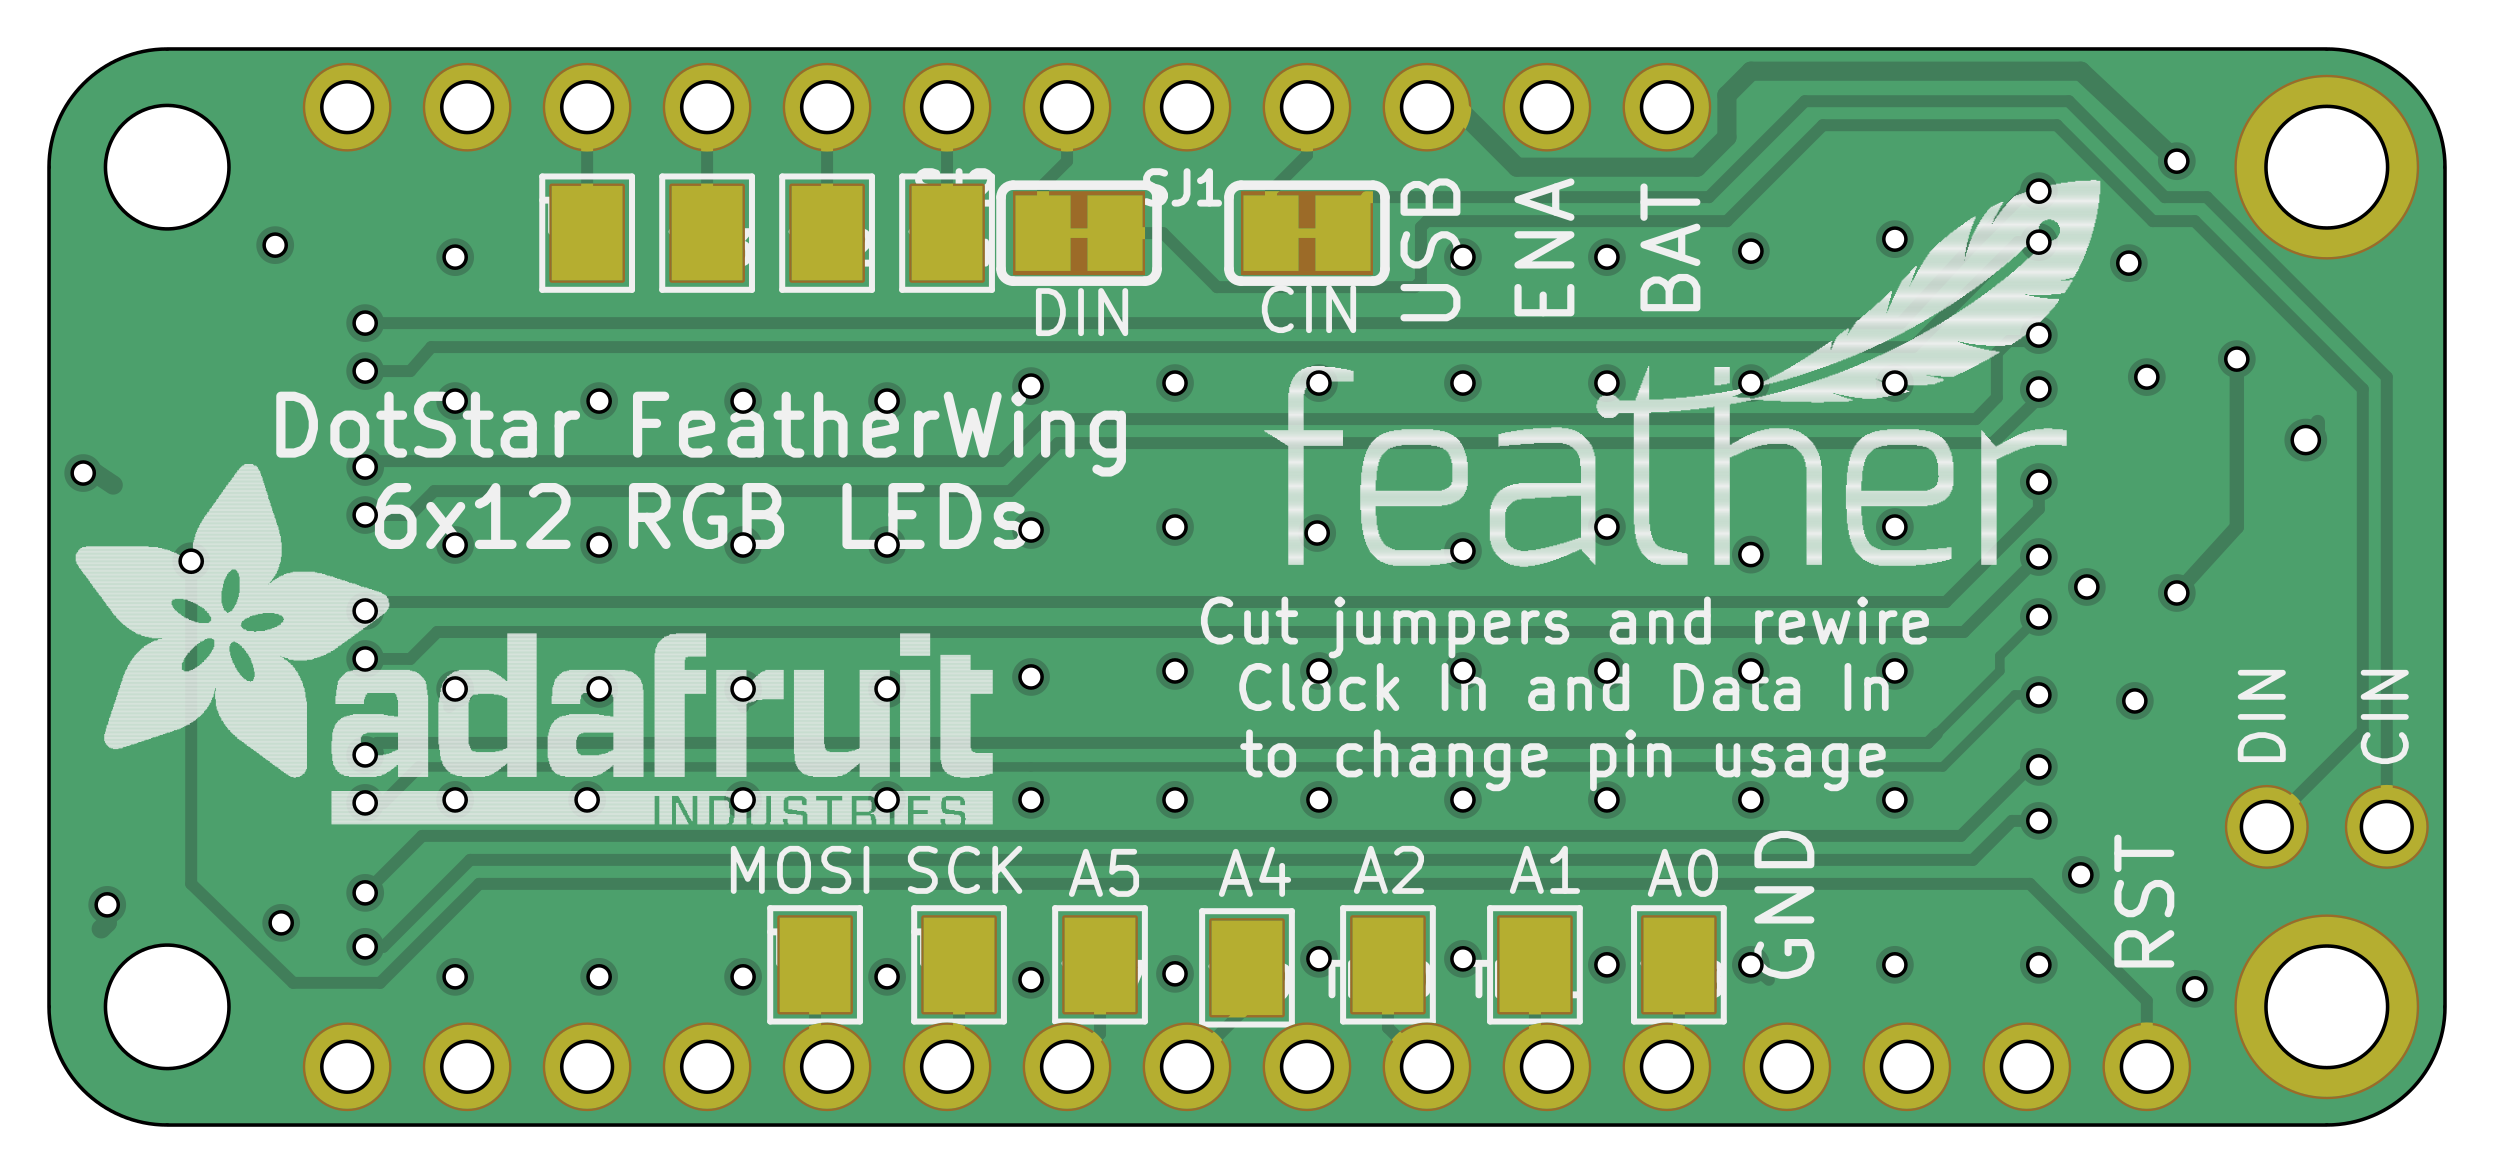 SJ1
USB
ENA
BAT
DIN
CIN
DotStar FeatherWing
6x12 RGB LEDs
feather
Cut jumpers and rewire
Clock In and Data In
to change pin usage
adafruit
INDUSTRIES
DIN
CIN
MOSI SCK A5 A4 A2 A1 A0
GND
RST